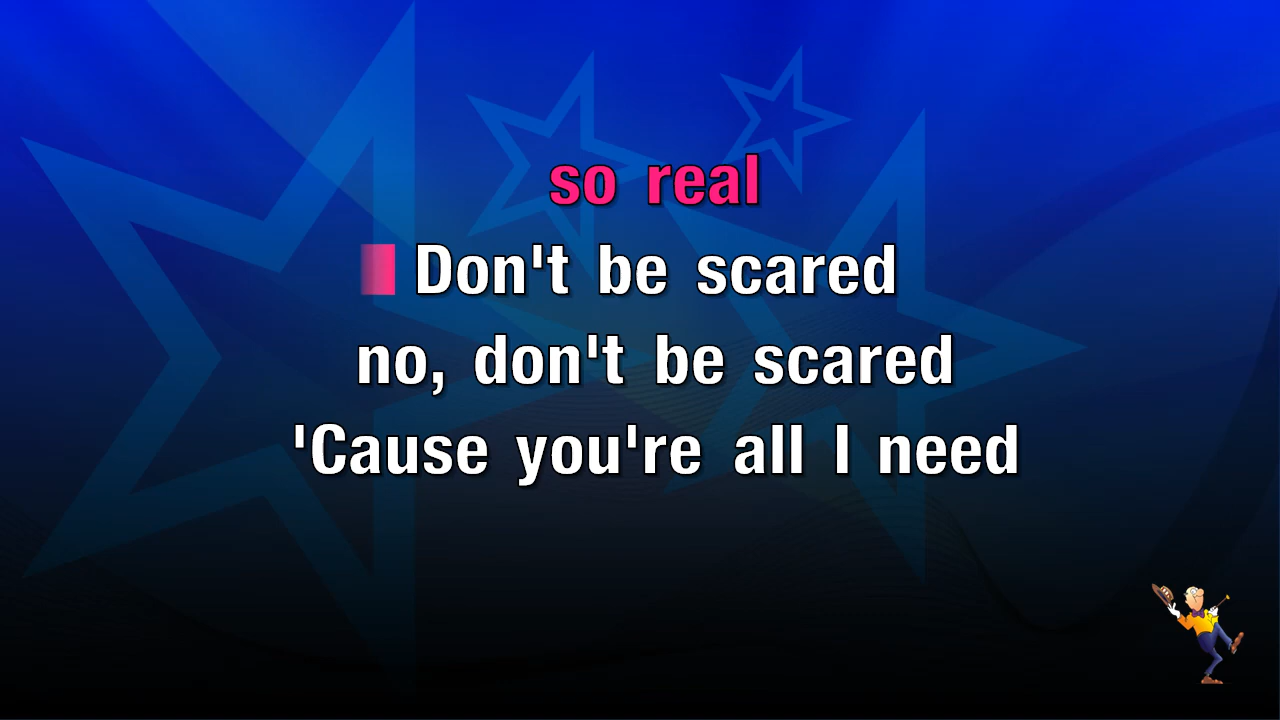 so real
Don't be scared
no, don't be scared
'Cause you're all I need